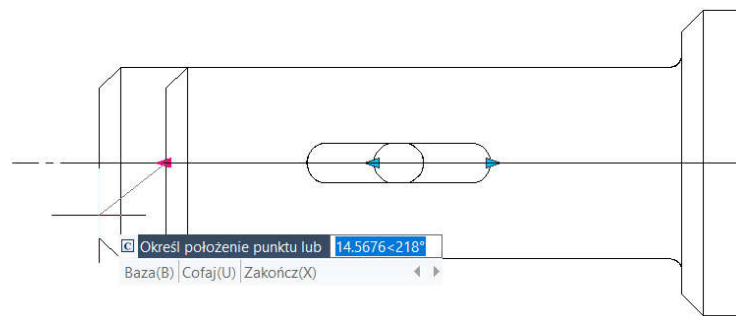 C Określ położenie punktu lub 14.5676<218°
Baza(B) Cofaj(U) Zakończ(X)